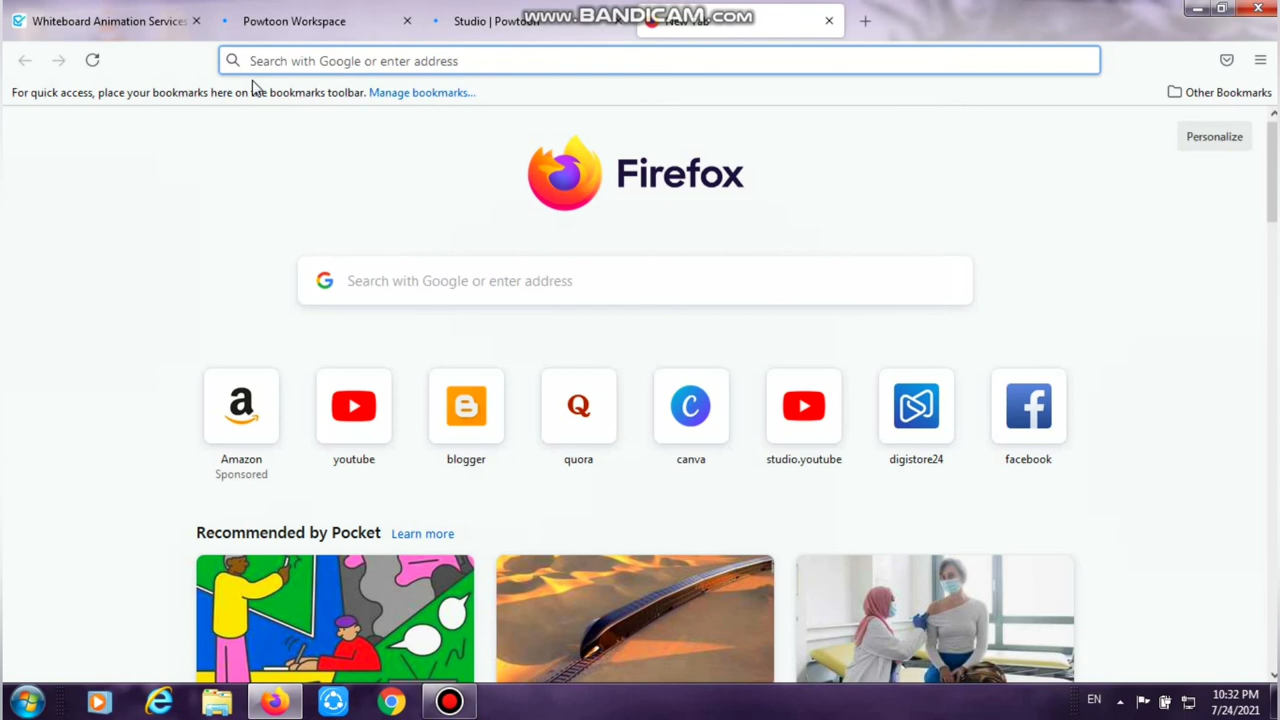 Whiteboard Animation Services
Powtoon Workspace
Studio | Powtoon
www.BANDICAM.com
New Tab
Search with Google or enter address
For quick access, place your bookmarks here on the bookmarks toolbar. Manage bookmarks...
Other Bookmarks
Personalize
Firefox
Search with Google or enter address
Amazon
Sponsored
youtube
blogger
quora
canva
studio.youtube
digistore24
facebook
Recommended by Pocket Learn more
EN
10:32 PM
7/24/2021